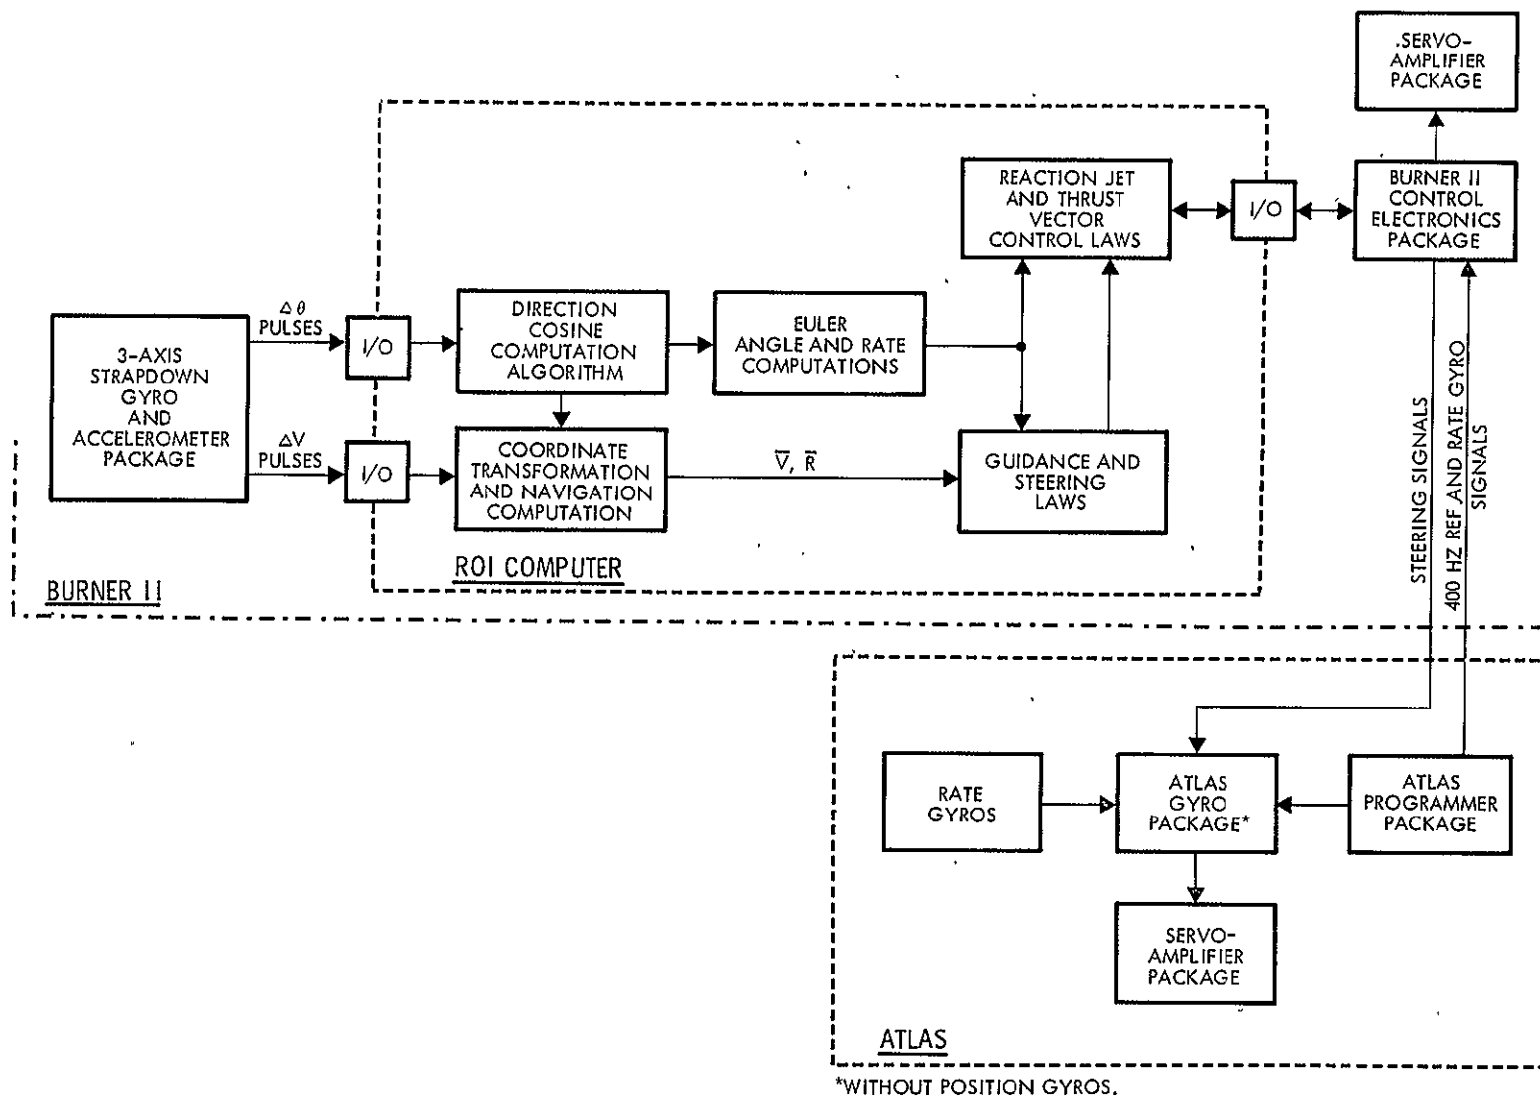 .SERVO-
AMPLIFIER
PACKAGE
REACTION JET
AND THRUST
VECTOR
CONTROL LAWS
I/O
BURNER II
CONTROL
ELECTRONICS
PACKAGE
3-AXIS
STRAPDOWN
GYRO
AND
ACCELEROMETER
PACKAGE
Δθ
PULSES
I/O
DIRECTION
COSINE
COMPUTATION
ALGORITHM
EULER
ANGLE AND RATE
COMPUTATIONS
ΔV
PULSES
I/O
COORDINATE
TRANSFORMATION
AND NAVIGATION
COMPUTATION
V̅, R̅
GUIDANCE AND
STEERING
LAWS
STEERING SIGNALS
400 HZ REF AND RATE GYRO
SIGNALS
ROI COMPUTER
BURNER II
RATE
GYROS
ATLAS
GYRO
PACKAGE*
ATLAS
PROGRAMMER
PACKAGE
SERVO-
AMPLIFIER
PACKAGE
ATLAS
*WITHOUT POSITION GYROS.